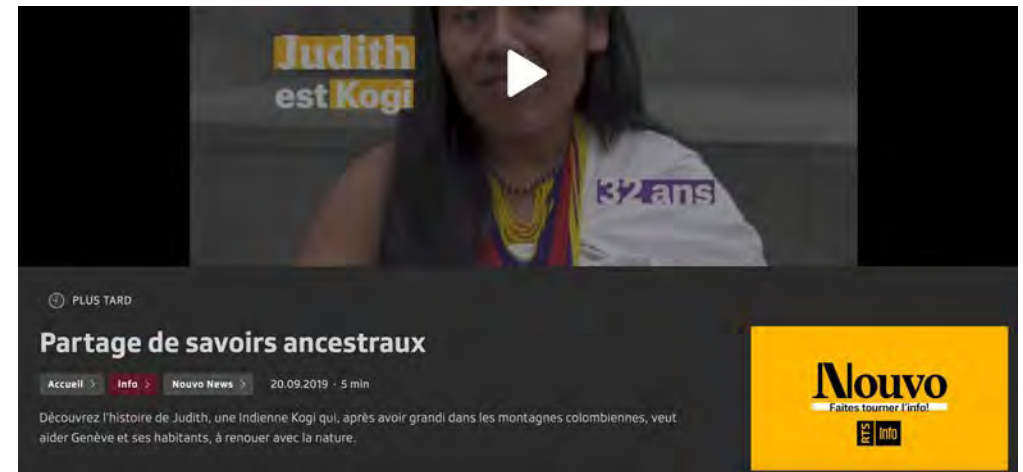 Judith
est Kogi
32 ans
PLUS TARD
Partage de savoirs ancestraux
Accueil > Info > Nouvo News > 20.09.2019 · 5 min
Découvrez l'histoire de Judith, une Indienne Kogi qui, après avoir grandi dans les montagnes colombiennes, veut
aider Genève et ses habitants, à renouer avec la nature.
Nouvo
Faites tourner l'info!
RTS Info